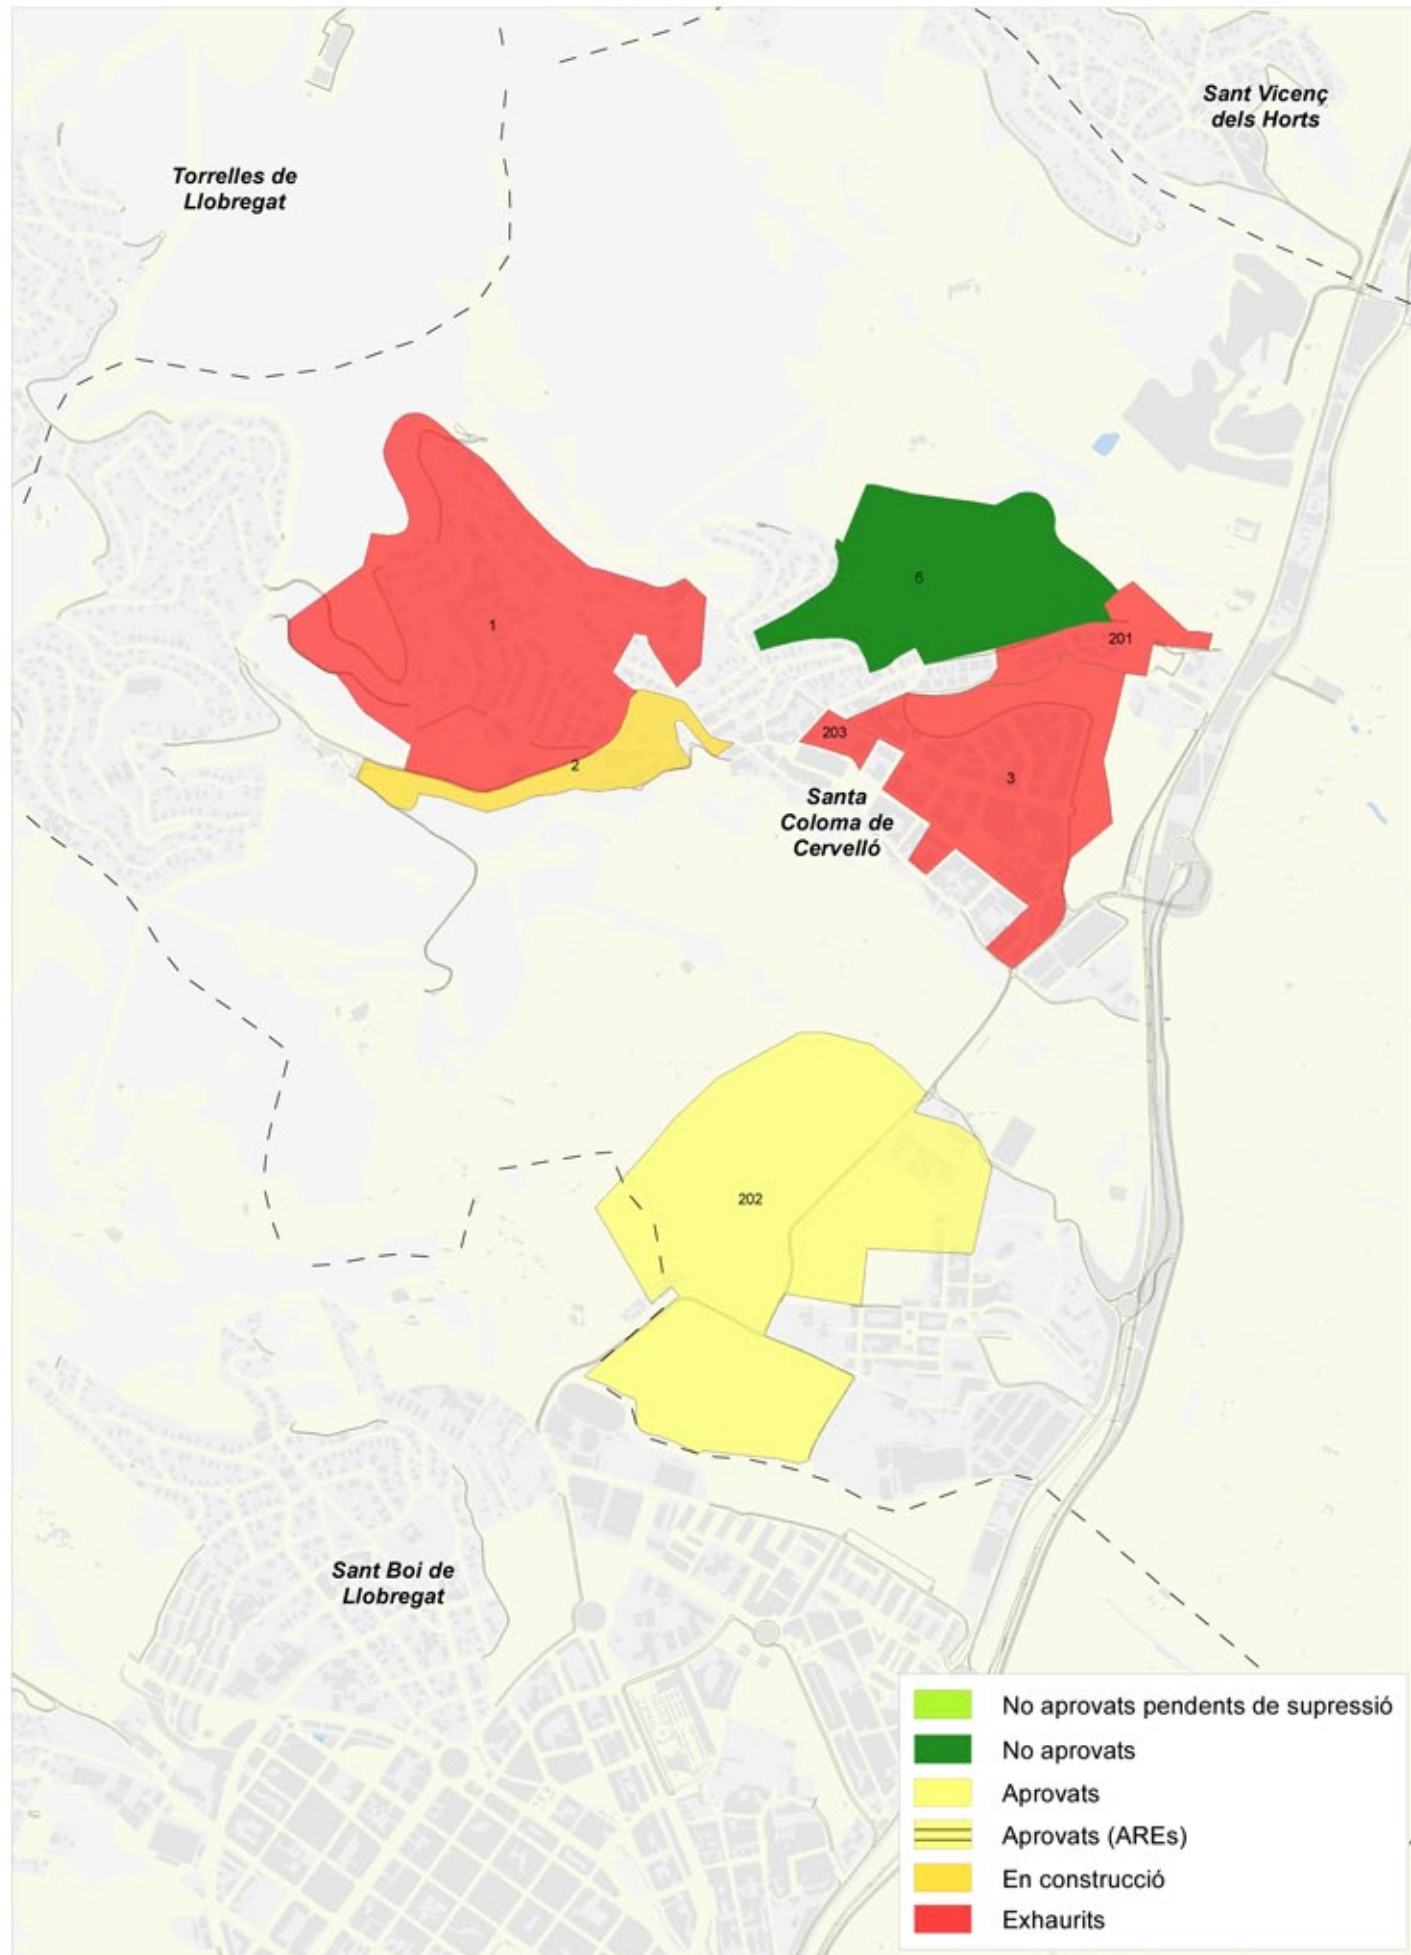 Sant Vicenç
dels Horts
Torrelles de
Llobregat
6
1
201
203
2
3
Santa
Coloma de
Cervelló
202
Sant Boi de
Llobregat
No aprovats pendents de supressió
No aprovats
Aprovats
Aprovats (AREs)
En construcció
Exhaurits